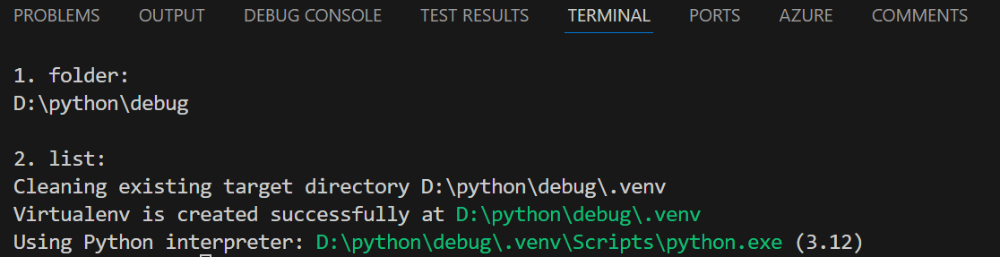 PROBLEMS OUTPUT DEBUG CONSOLE TEST RESULTS TERMINAL PORTS AZURE COMMENTS
1. folder:
D:\python\debug
2. list:
Cleaning existing target directory D:\python\debug\.venv
Virtualenv is created successfully at D:\python\debug\.venv
Using Python interpreter: D:\python\debug\.venv\Scripts\python.exe (3.12)